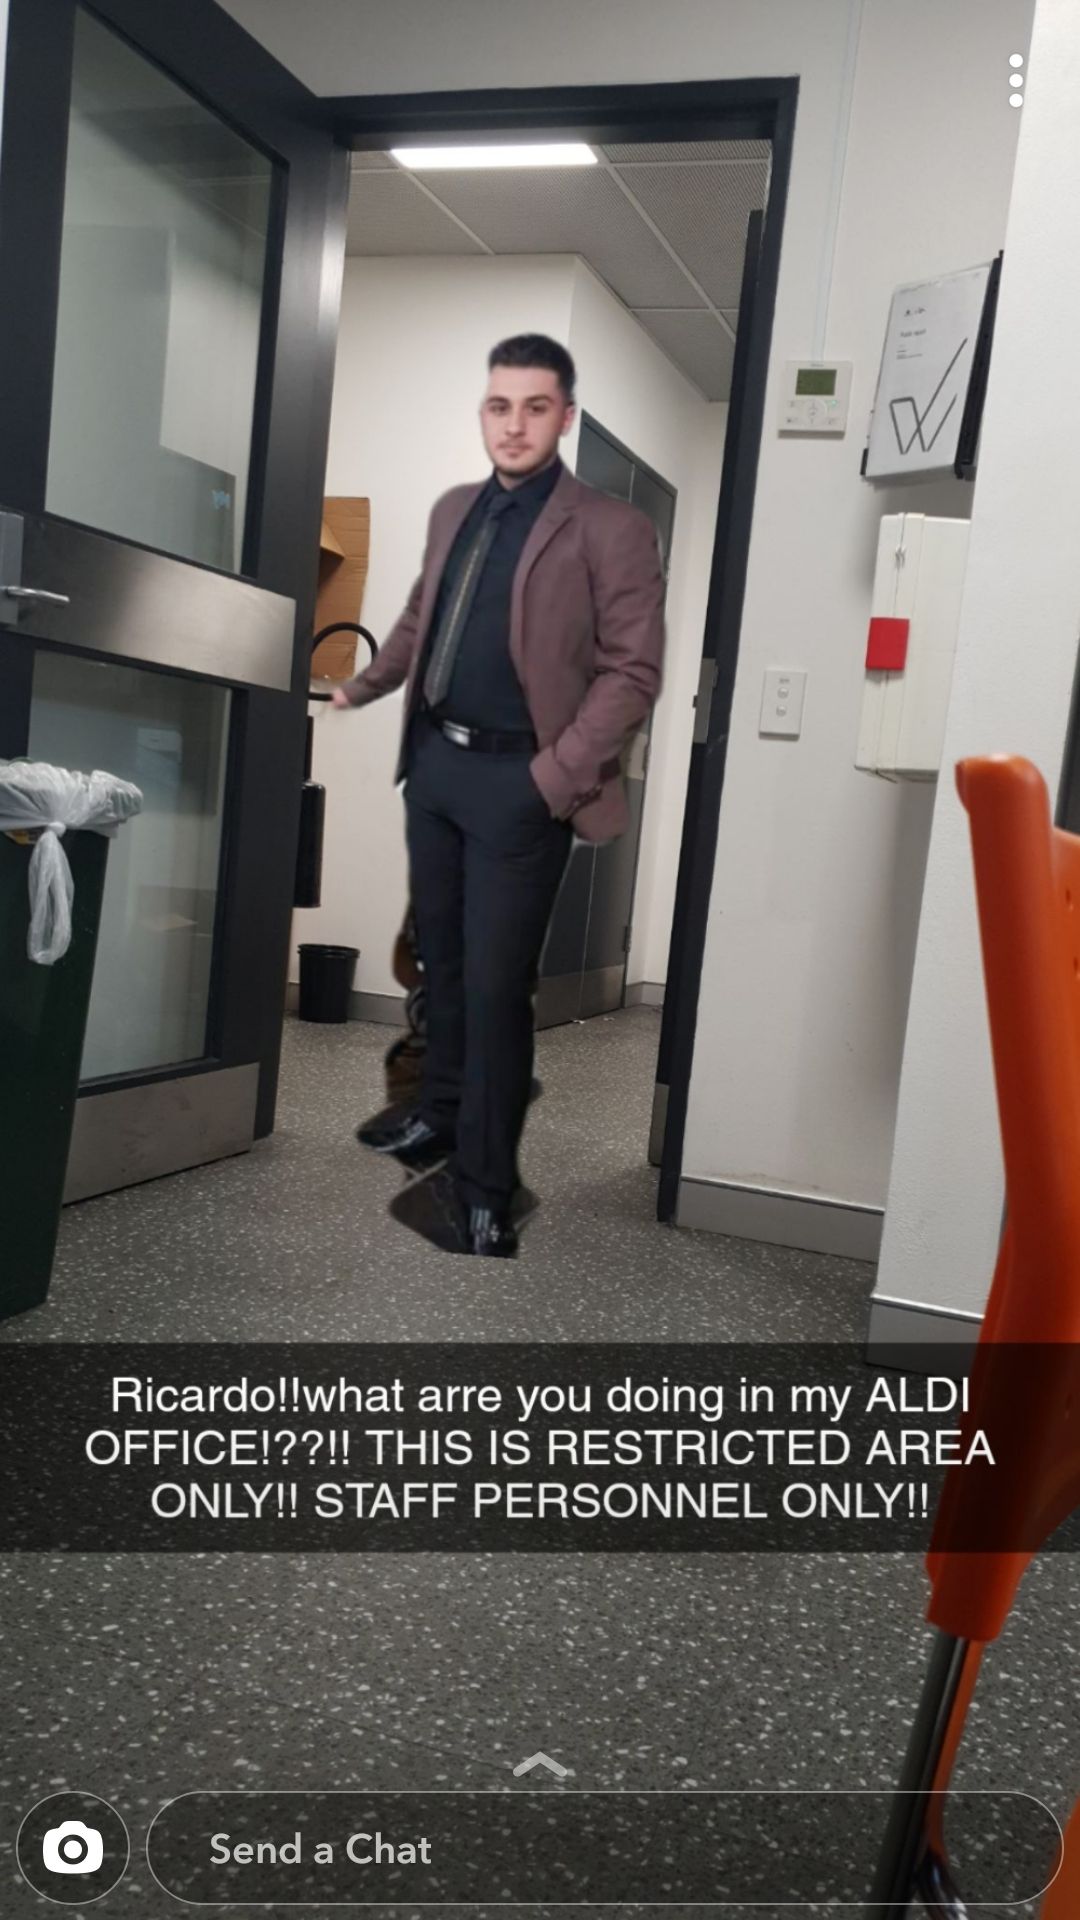 Ricardo!!what arre you doing in my ALDI
OFFICE!??!! THIS IS RESTRICTED AREA
ONLY!! STAFF PERSONNEL ONLY!!
Send a Chat